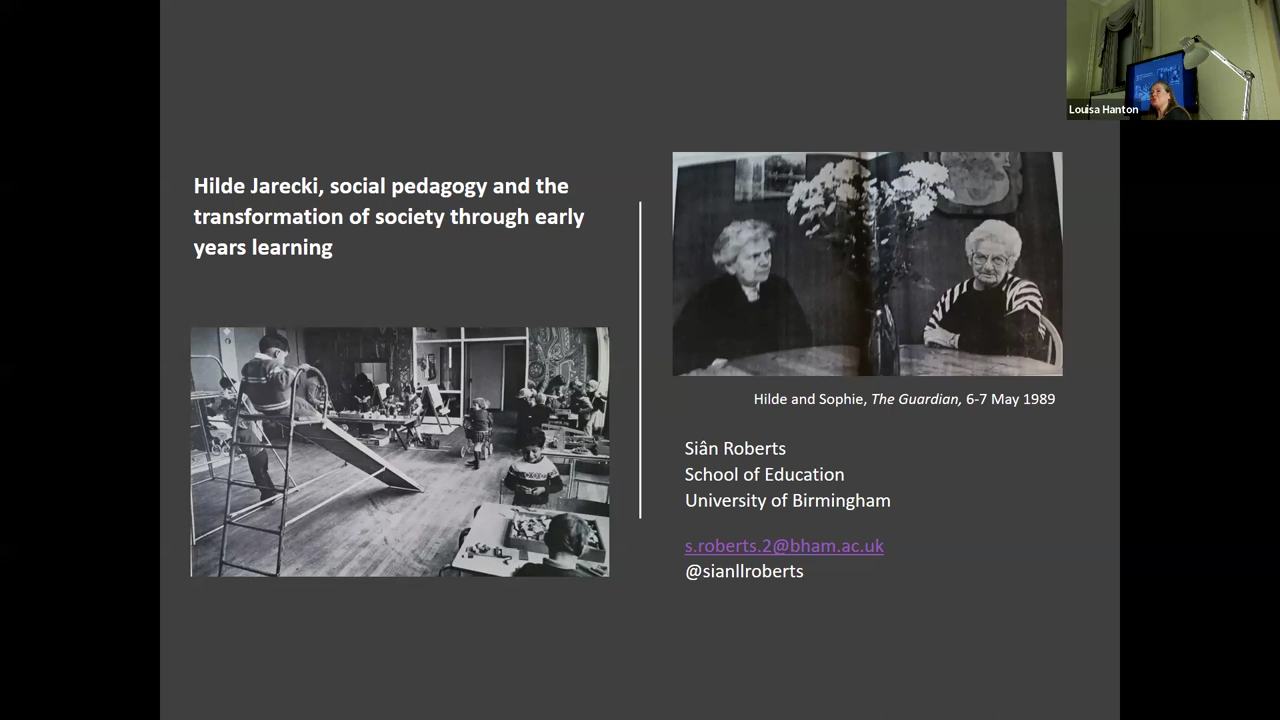 Louisa Hanton
Hilde Jarecki, social pedagogy and the
transformation of society through early
years learning
Hilde and Sophie, The Guardian, 6-7 May 1989
Siân Roberts
School of Education
University of Birmingham
s.roberts.2@bham.ac.uk
@sianllroberts